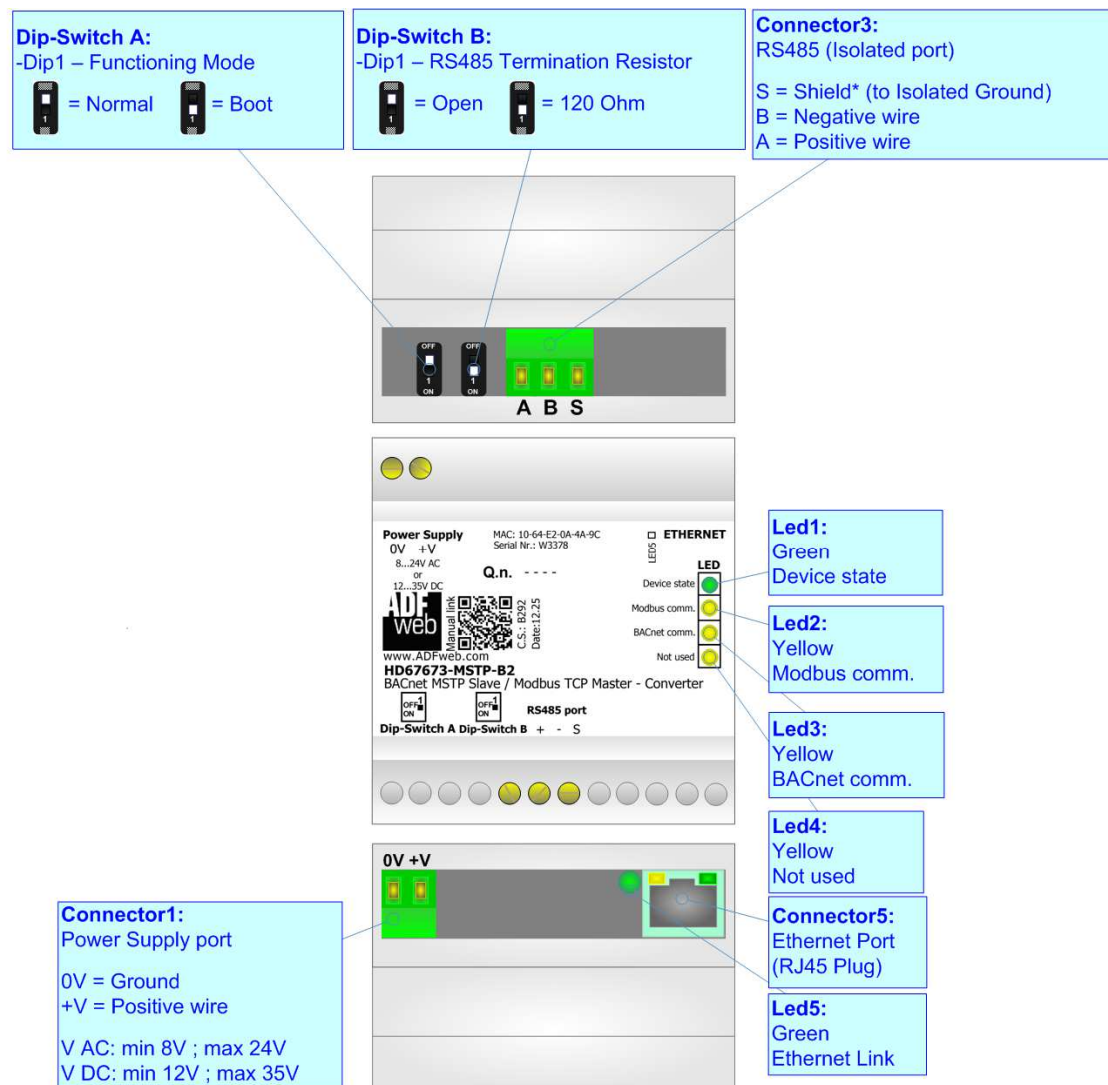 Dip-Switch A:
-Dip1 – Functioning Mode
1
= Normal
1
= Boot
Dip-Switch B:
-Dip1 – RS485 Termination Resistor
1
= Open
1
= 120 Ohm
Connector3:
RS485 (Isolated port)
S = Shield* (to Isolated Ground)
B = Negative wire
A = Positive wire
OFF
1
ON
OFF
1
ON
A B S
Power Supply
0V +V
8...24V AC
or
12...35V DC
MAC: 10-64-E2-0A-4A-9C
Serial Nr.: W3378
Q.n. - - - -
LED5
ETHERNET
LED
Device state
Modbus comm.
BACnet comm.
Not used
ADF
web
Manual link
C.S.: B292
Date:12.25
www.ADFweb.com
HD67673-MSTP-B2
BACnet MSTP Slave / Modbus TCP Master - Converter
OFF 1
ON
OFF 1
ON
RS485 port
Dip-Switch A Dip-Switch B + - S
Led1:
Green
Device state
Led2:
Yellow
Modbus comm.
Led3:
Yellow
BACnet comm.
Led4:
Yellow
Not used
0V +V
Connector1:
Power Supply port
0V = Ground
+V = Positive wire
V AC: min 8V ; max 24V
V DC: min 12V ; max 35V
Connector5:
Ethernet Port
(RJ45 Plug)
Led5:
Green
Ethernet Link